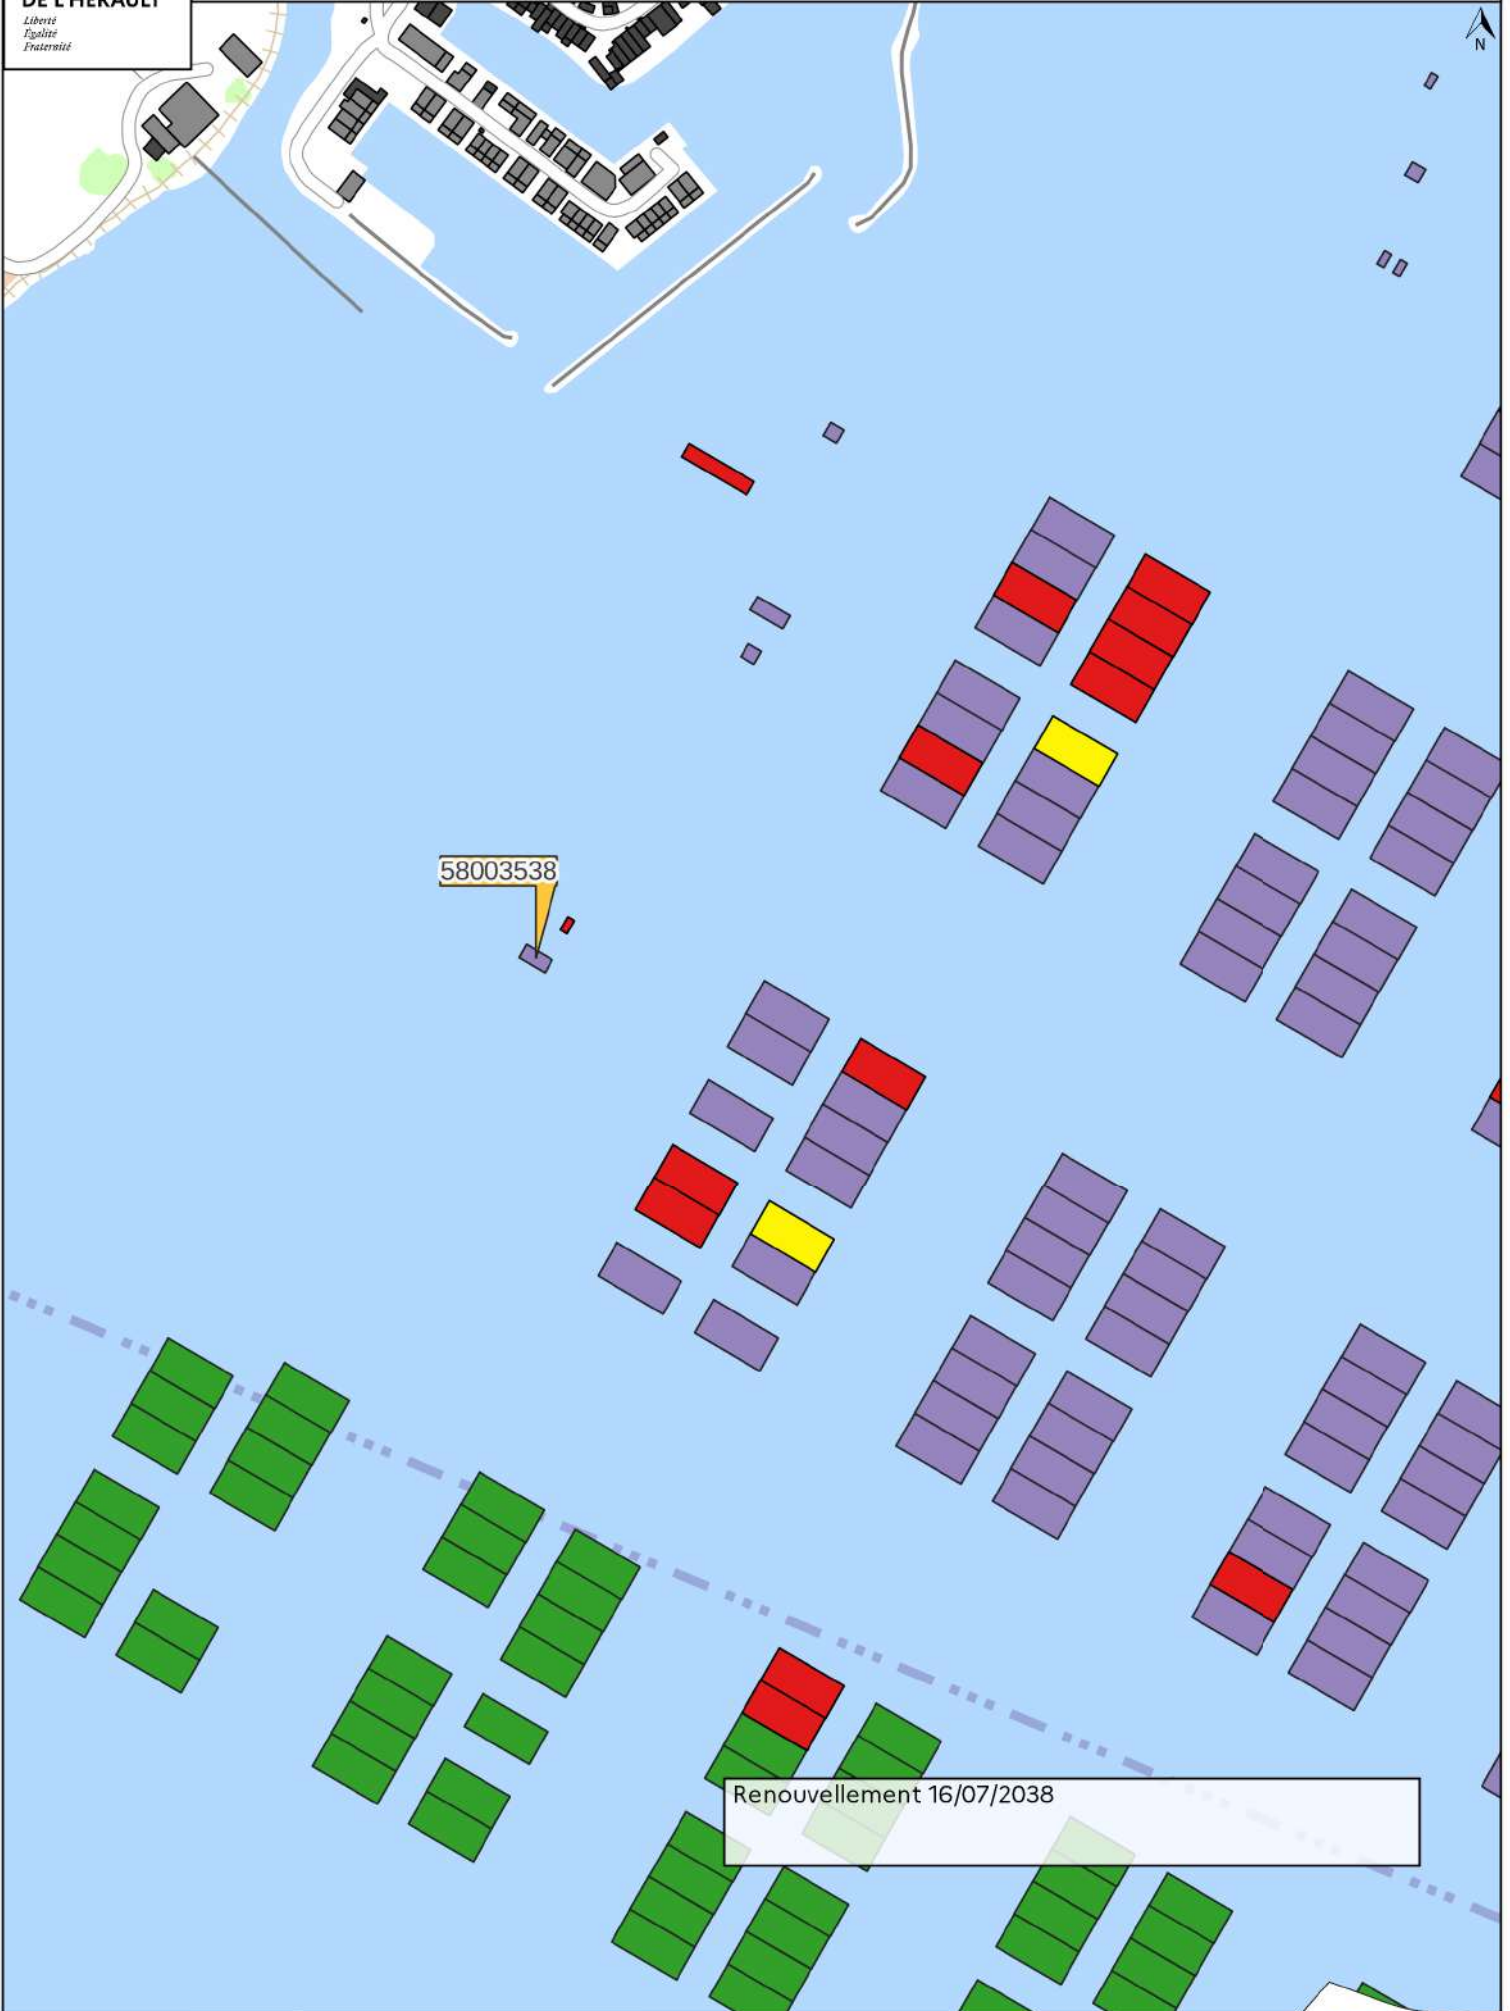 DE L'HÉRAULT
Liberté
Égalité
Fraternité
N
58003538
Renouvellement 16/07/2038